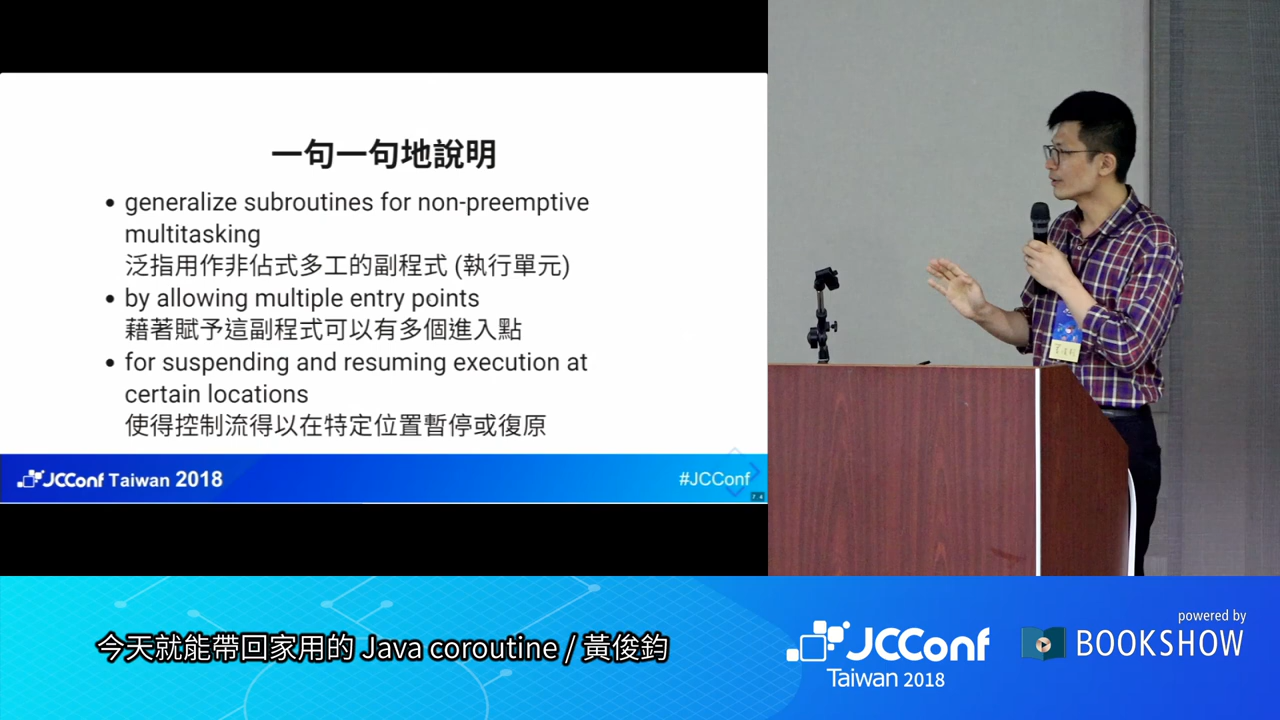 一句一句地說明
generalize subroutines for non-preemptive
multitasking
泛指用作非佔式多工的副程式 (執行單元)
by allowing multiple entry points
藉著賦予這副程式可以有多個進入點
for suspending and resuming execution at
certain locations
使得控制流得以在特定位置暫停或復原
JCConf Taiwan 2018
#JCConf
今天就能帶回家用的 Java coroutine / 黃俊鈞
JCConf
Taiwan 2018
powered by
BOOKSHOW